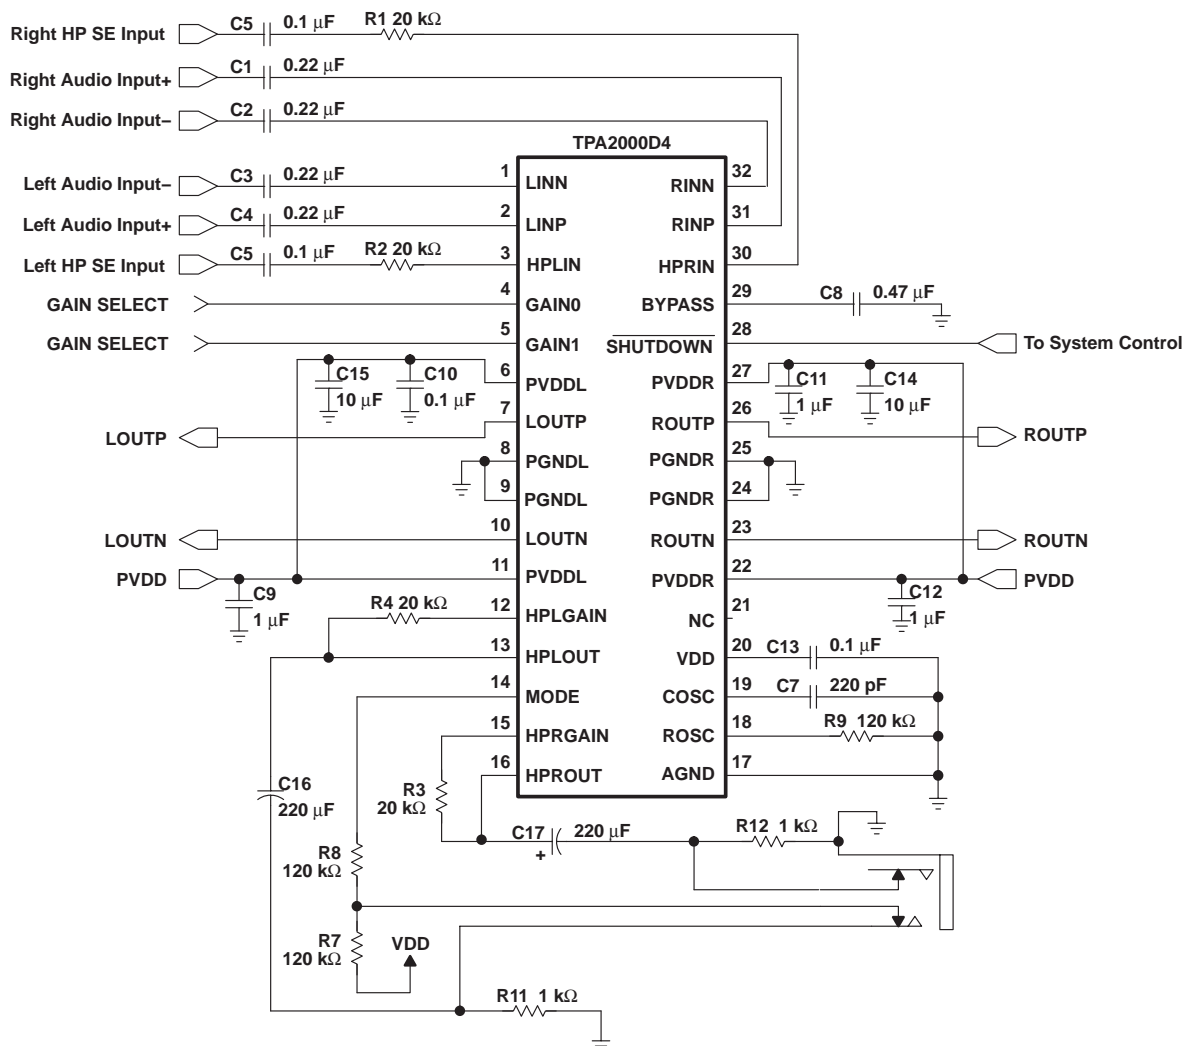 Right HP SE Input C5 0.1 μF R1 20 kΩ
Right Audio Input+ C1 0.22 μF
Right Audio Input– C2 0.22 μF
TPA2000D4
Left Audio Input– C3 0.22 μF 1 LINN RINN 32
Left Audio Input+ C4 0.22 μF 2 LINP RINP 31
Left HP SE Input C5 0.1 μF R2 20 kΩ 3 HPLIN HPRIN 30
GAIN SELECT 4 GAIN0 BYPASS 29 C8 0.47 μF
GAIN SELECT 5 GAIN1 SHUTDOWN 28 To System Control
C15 10 μF C10 0.1 μF 6 PVDDL PVDDR 27 C11 1 μF C14 10 μF
LOUTP 7 LOUTP ROUTP 26 ROUTP
8 PGNDL PGNDR 25
9 PGNDL PGNDR 24
LOUTN 10 LOUTN ROUTN 23 ROUTN
PVDD 11 PVDDL PVDDR 22 PVDD
C9 1 μF C12 1 μF
R4 20 kΩ 12 HPLGAIN NC 21
13 HPLOUT VDD 20 C13 0.1 μF
14 MODE COSC 19 C7 220 pF
15 HPRGAIN ROSC 18 R9 120 kΩ
16 HPROUT AGND 17
C16 220 μF
R3 20 kΩ
C17 + 220 μF R12 1 kΩ
R8 120 kΩ
R7 120 kΩ VDD
R11 1 kΩ